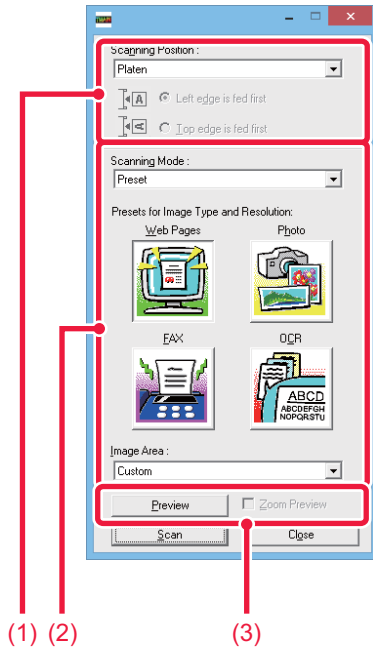 Scanning Position :
Platen
A
Left edge is fed first
A
Top edge is fed first
Scanning Mode :
Preset
Presets for Image Type and Resolution:
Web Pages Photo
FAX OCR
ABCD
ABCDEFGH
NOPQRSTU
Image Area :
Custom
Preview Zoom Preview
Scan Close
(1) (2) (3)